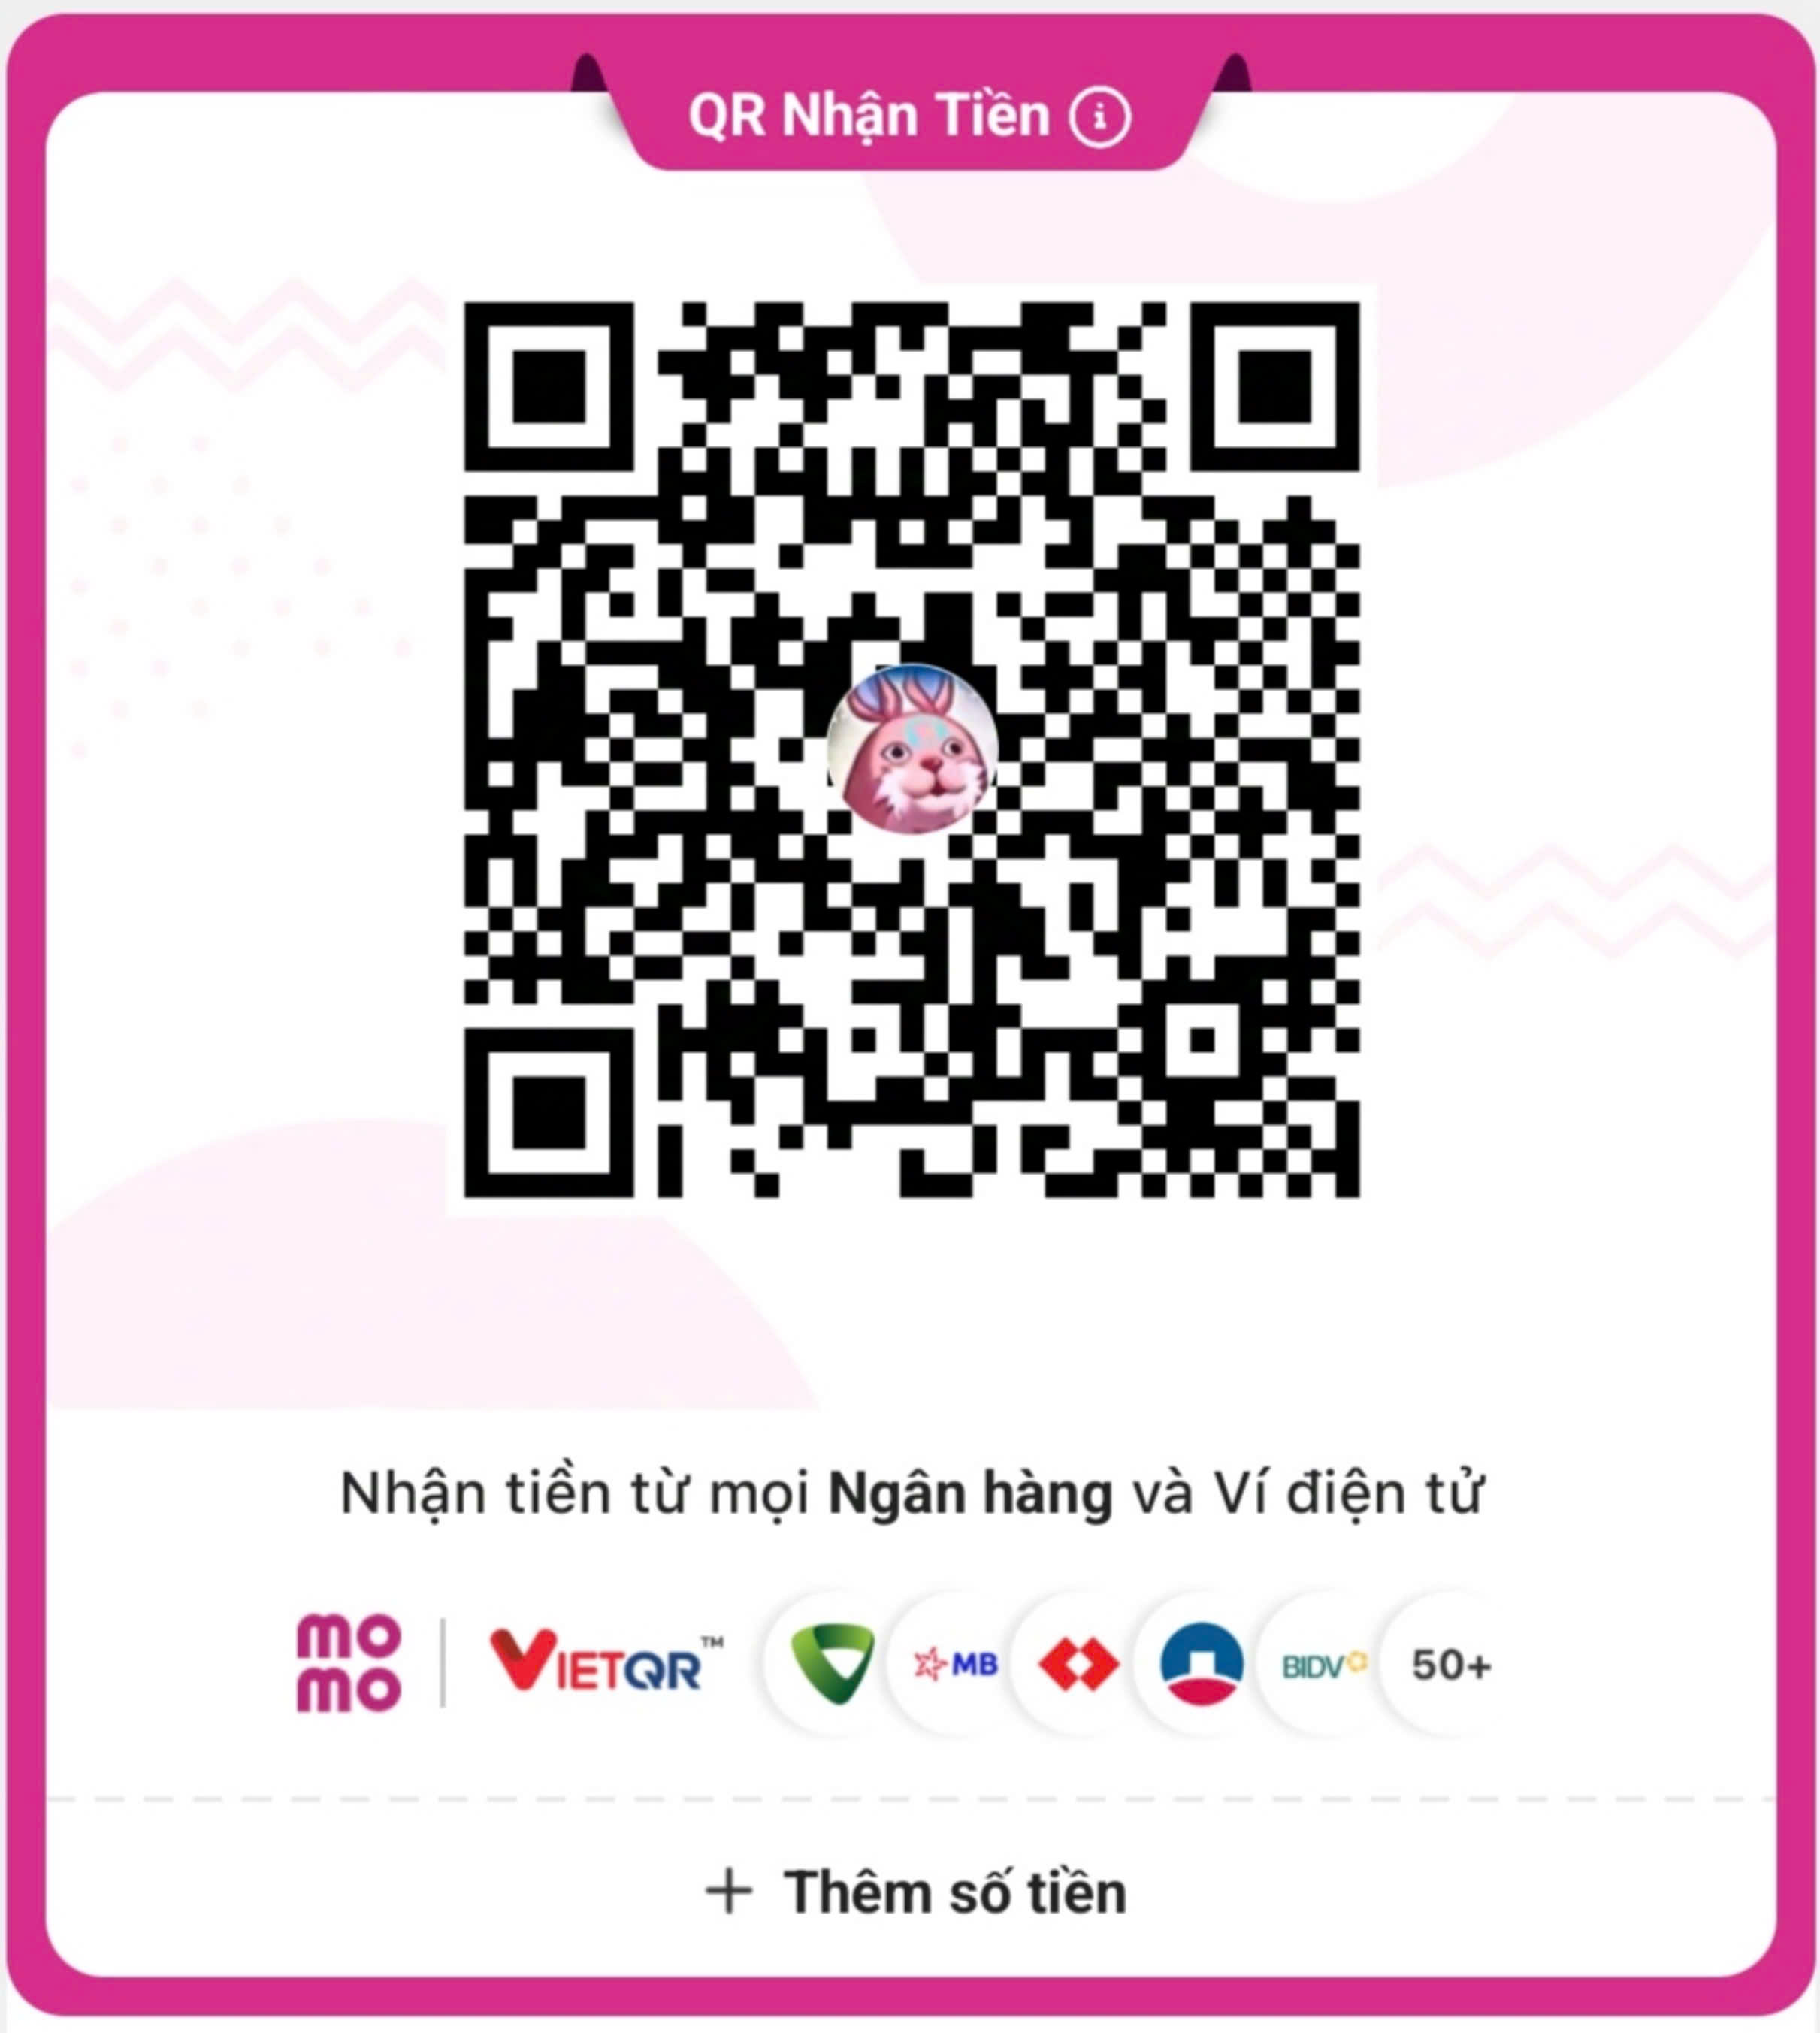 QR Nhận Tiền
Nhận tiền từ mọi Ngân hàng và Ví điện tử
momo VIETQR™ MB BIDV 50+
+ Thêm số tiền